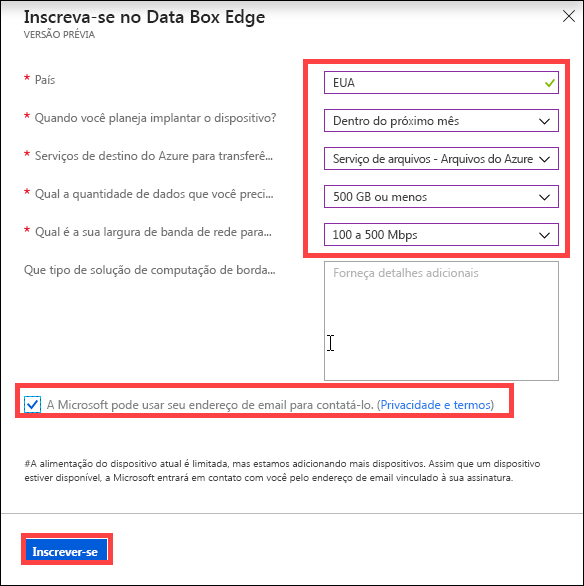 Inscreva-se no Data Box Edge
VERSÃO PRÉVIA
* País
EUA
* Quando você planeja implantar o dispositivo?
Dentro do próximo mês
* Serviços de destino do Azure para transferê...
Serviço de arquivos - Arquivos do Azure
* Qual a quantidade de dados que você preci...
500 GB ou menos
* Qual é a sua largura de banda de rede para...
100 a 500 Mbps
Que tipo de solução de computação de borda...
Forneça detalhes adicionais
A Microsoft pode usar seu endereço de email para contatá-lo. (Privacidade e termos)
#A alimentação do dispositivo atual é limitada, mas estamos adicionando mais dispositivos. Assim que um dispositivo
estiver disponível, a Microsoft entrará em contato com você pelo endereço de email vinculado à sua assinatura.
Inscrever-se